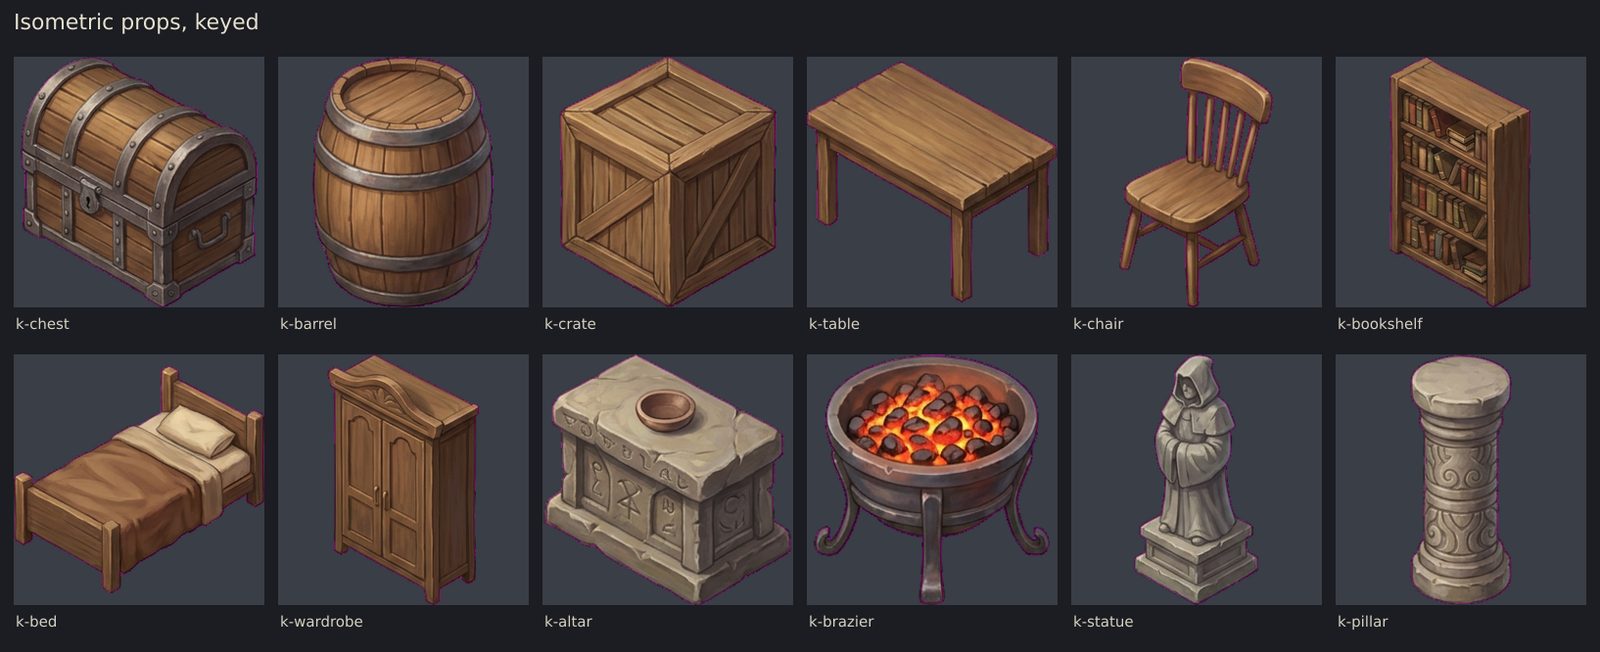 Isometric props, keyed
k-chest
k-barrel
k-crate
k-table
k-chair
k-bookshelf
k-bed
k-wardrobe
k-altar
k-brazier
k-statue
k-pillar